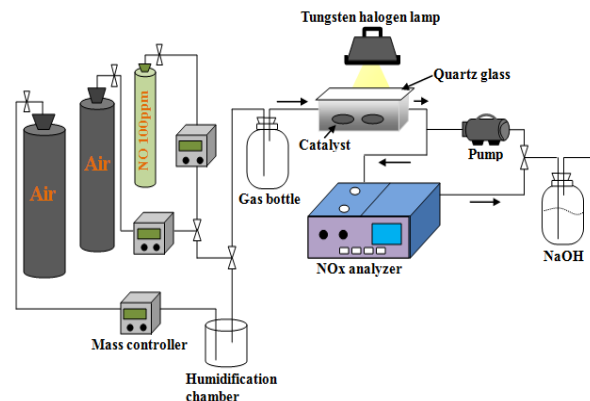 Tungsten halogen lamp
Quartz glass
NO 100ppm
Air
Air
Catalyst
Pump
Gas bottle
NOx analyzer
NaOH
Mass controller
Humidification
chamber